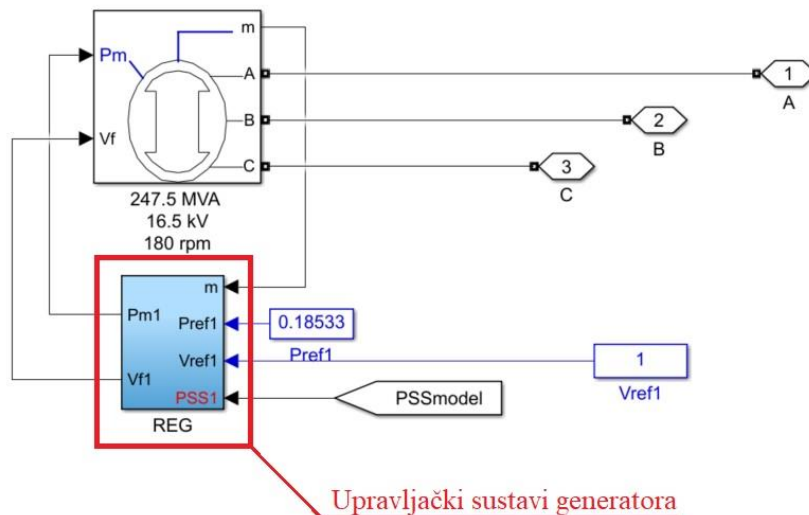 m
Pm
A
1
A
Vf
B
2
B
C
3
C
247.5 MVA
16.5 kV
180 rpm
m
Pm1
Pref1
0.18533
Pref1
Vref1
1
Vref1
Vf1
PSS1
PSSmodel
REG
Upravljački sustavi generatora